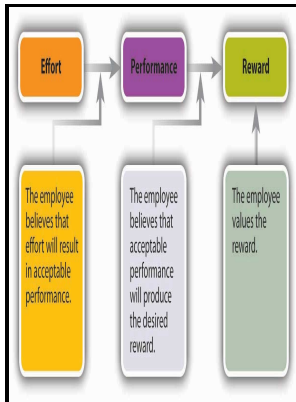 Effort
Performance
Reward
The employee
believes that
effort will result
in acceptable
performance.
The employee
believes that
acceptable
performance
will produce
the desired
reward.
The employee
values the
reward.